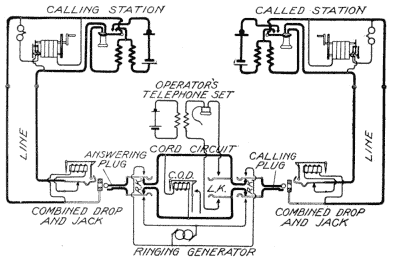 CALLING STATION
CALLED STATION
OPERATOR'S
TELEPHONE SET
LINE
LINE
ANSWERING
PLUG
CORD CIRCUIT
CALLING
PLUG
C.O.D.
R.K.
L.K.
R.K.
COMBINED DROP
AND JACK
COMBINED DROP
AND JACK
RINGING GENERATOR